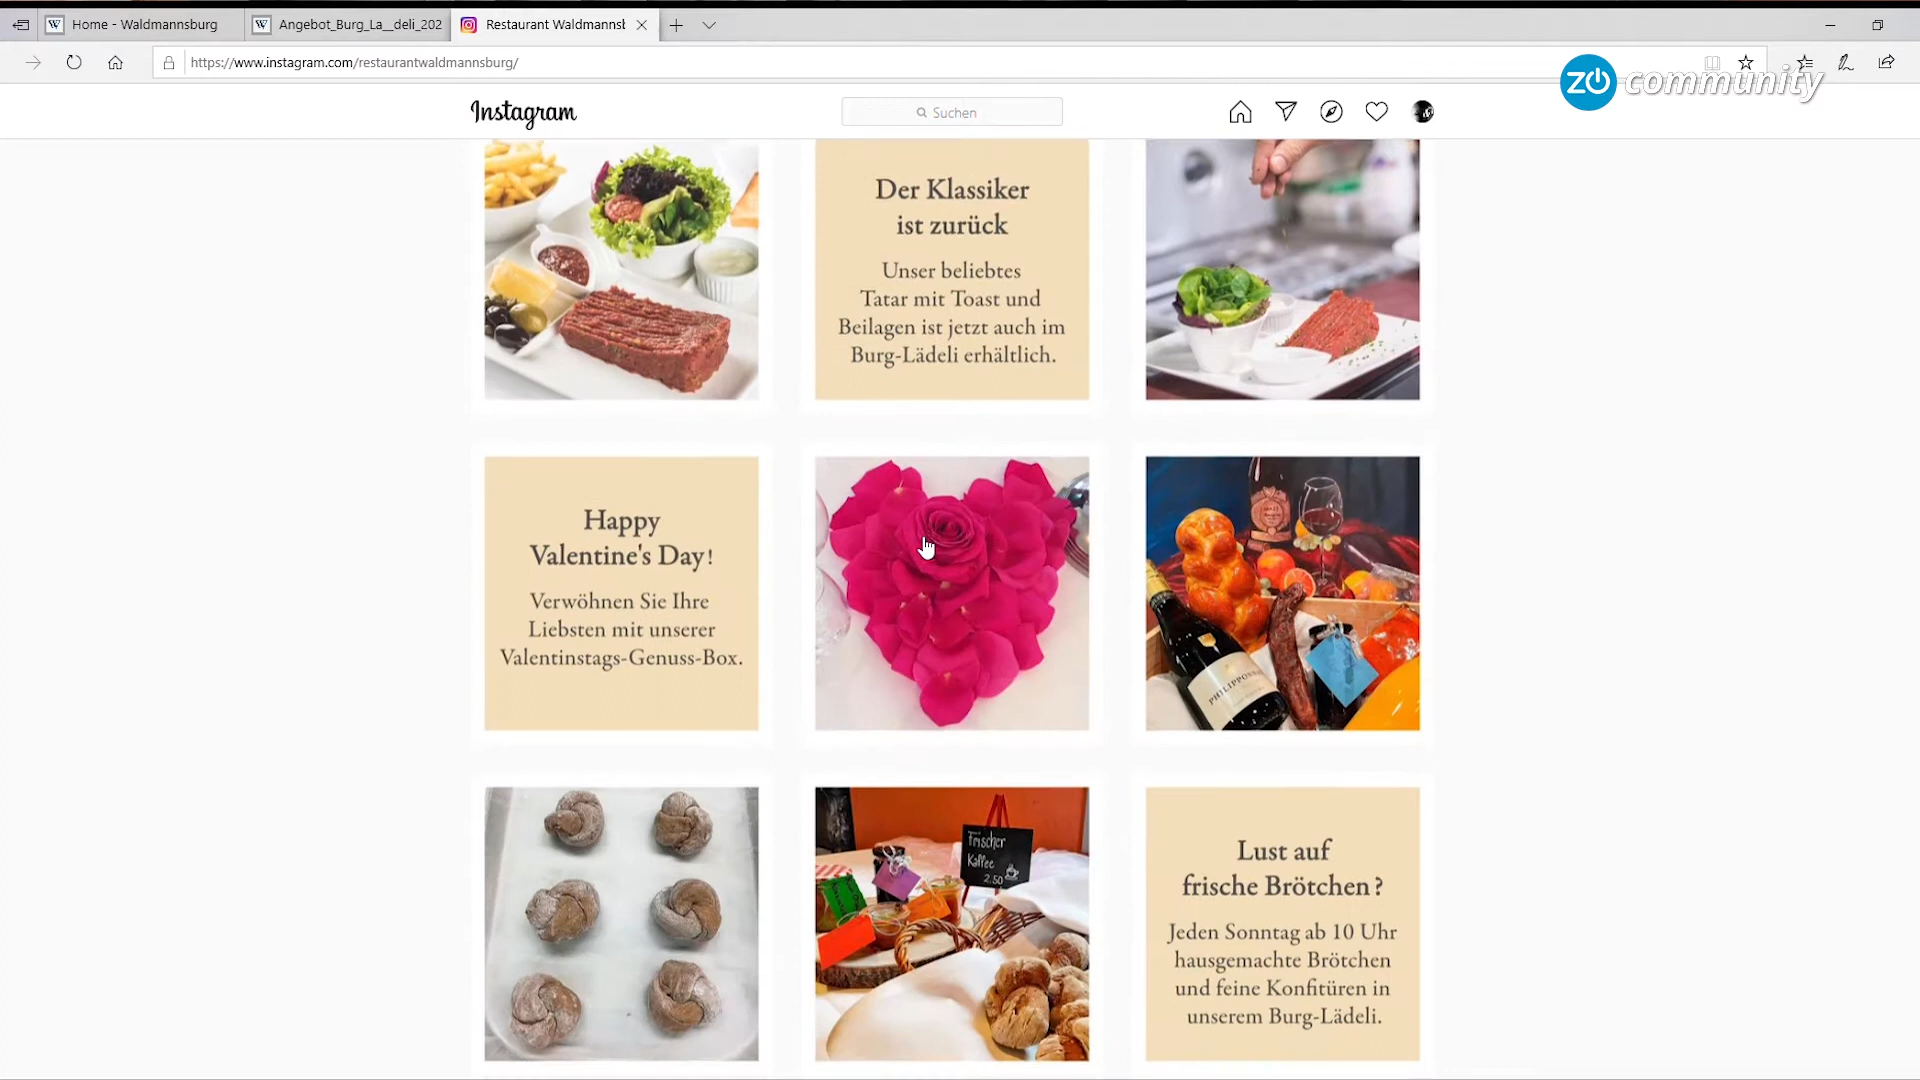 Home - Waldmannsburg
Angebot_Burg_La__deli_202
Restaurant Waldmannst
https://www.instagram.com/restaurantwaldmannsburg/
ZO community
Instagram
Suchen
Der Klassiker
ist zurück
Unser beliebtes
Tatar mit Toast und
Beilagen ist jetzt auch im
Burg-Lädeli erhältlich.
Happy
Valentine's Day!
Verwöhnen Sie Ihre
Liebsten mit unserer
Valentinstags-Genuss-Box.
PHILIPPONNA
Frischer
Kaffee
2.50
Lust auf
frische Brötchen?
Jeden Sonntag ab 10 Uhr
hausgemachte Brötchen
und feine Konfitüren in
unserem Burg-Lädeli.